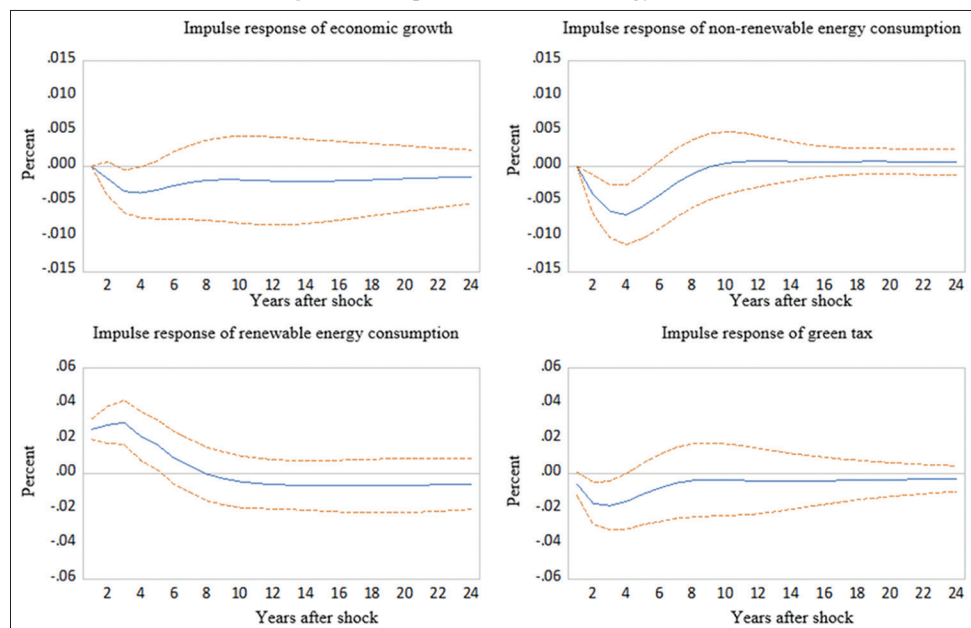 Impulse response of economic growth
.015
.010
.005
.000
-.005
-.010
-.015
Percent
2 4 6 8 10 12 14 16 18 20 22 24
Years after shock
Impulse response of non-renewable energy consumption
.015
.010
.005
.000
-.005
-.010
-.015
Percent
2 4 6 8 10 12 14 16 18 20 22 24
Years after shock
Impulse response of renewable energy consumption
.06
.04
.02
.00
-.02
-.04
-.06
Percent
2 4 6 8 10 12 14 16 18 20 22 24
Years after shock
Impulse response of green tax
.06
.04
.02
.00
-.02
-.04
-.06
Percent
2 4 6 8 10 12 14 16 18 20 22 24
Years after shock